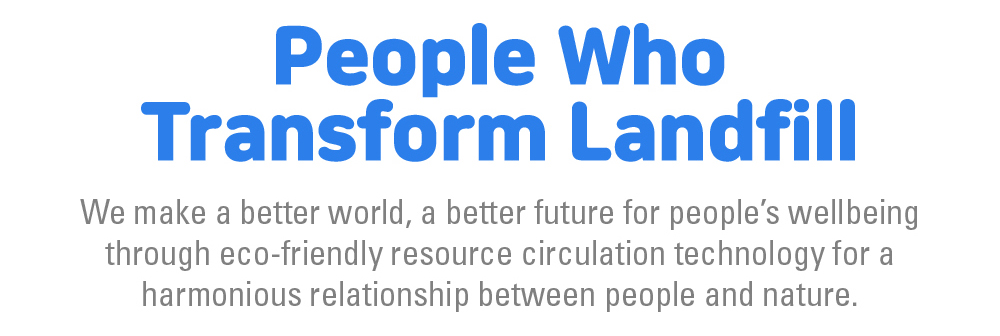 People Who
Transform Landfill
We make a better world, a better future for people’s wellbeing
through eco-friendly resource circulation technology for a
harmonious relationship between people and nature.